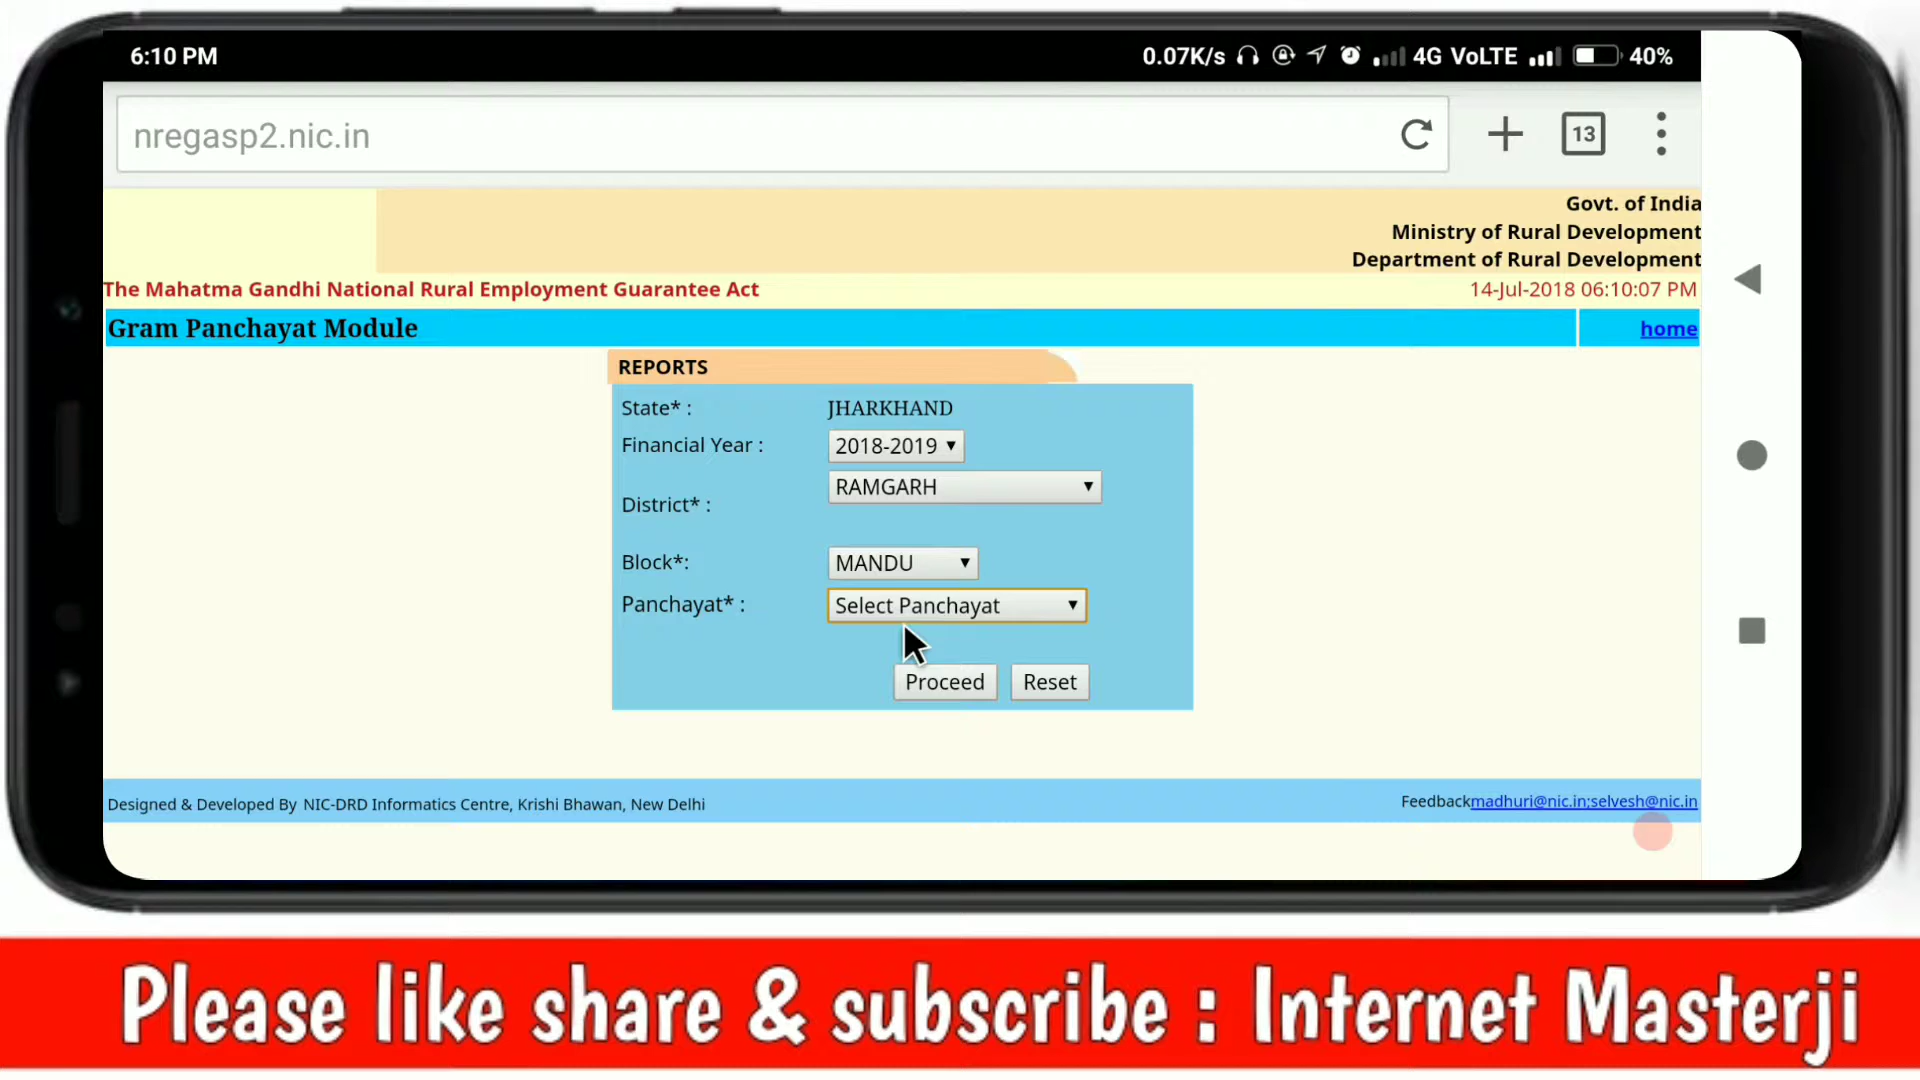 6:10 PM
0.07K/s 4G VoLTE 40%
nregasp2.nic.in
13
Govt. of India
Ministry of Rural Development
Department of Rural Development
The Mahatma Gandhi National Rural Employment Guarantee Act
14-Jul-2018 06:10:07 PM
Gram Panchayat Module
home
REPORTS
State* : JHARKHAND
Financial Year : 2018-2019
District* : RAMGARH
Block*: MANDU
Panchayat* : Select Panchayat
Proceed Reset
Designed & Developed By NIC-DRD Informatics Centre, Krishi Bhawan, New Delhi
Feedbackmadhuri@nic.in;selvesh@nic.in
Please like share & subscribe : Internet Masterji